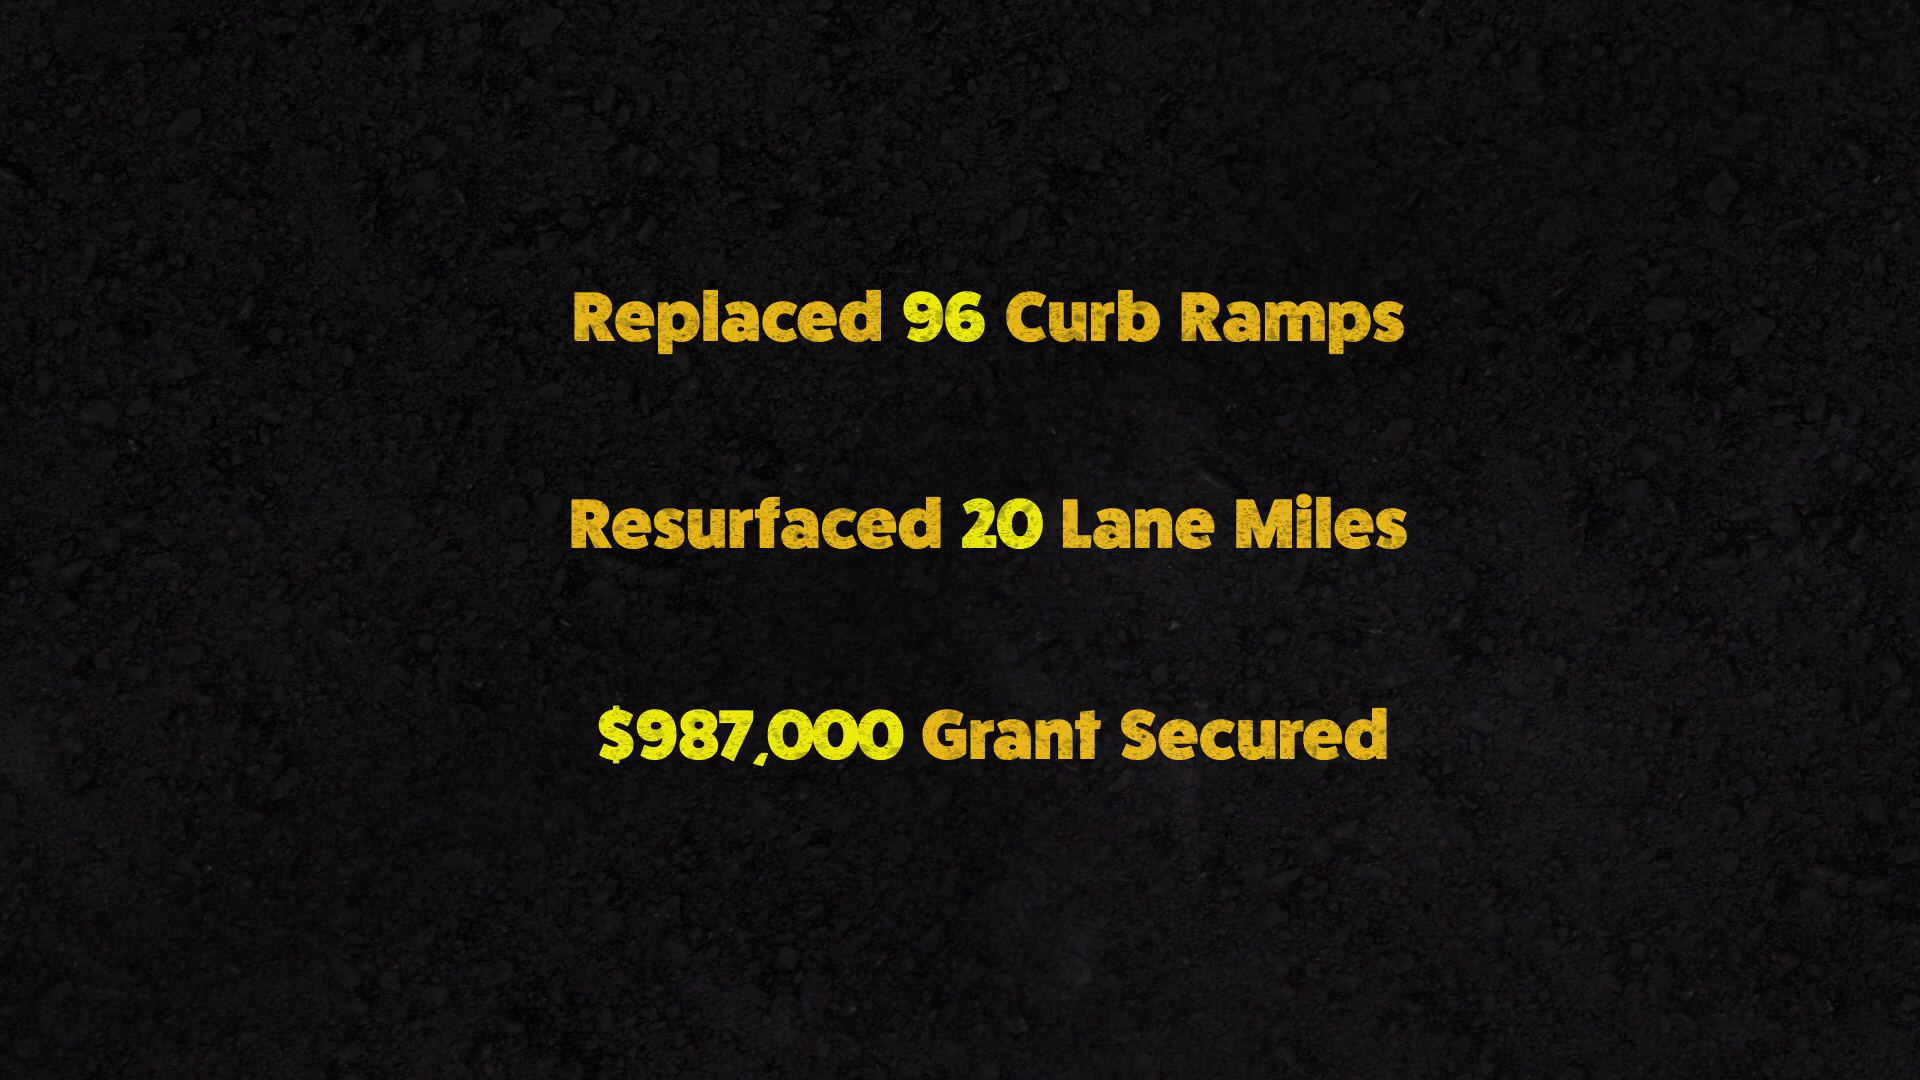 Replaced 96 Curb Ramps
Resurfaced 20 Lane Miles
$987,000 Grant Secured